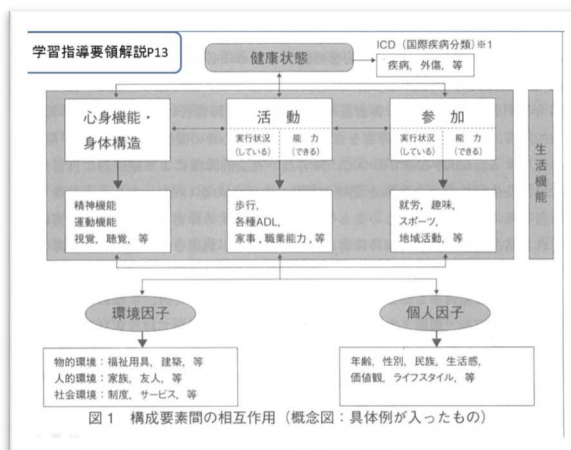 学習指導要領解説P13
健康状態
ICD（国際疾病分類）※1
疾病，外傷，等
心身機能・
身体構造
活　動
実行状況
（している）
能　力
（できる）
参　加
実行状況
（している）
能　力
（できる）
生活機能
精神機能
運動機能
視覚，聴覚，等
歩行，
各種ADL，
家事，職業能力，等
就労，趣味，
スポーツ，
地域活動，等
環境因子
個人因子
物的環境：福祉用具，建築，等
人的環境：家族，友人，等
社会環境：制度，サービス，等
年齢，性別，民族，生活感，
価値観，ライフスタイル，等
図1　構成要素間の相互作用（概念図：具体例が入ったもの）